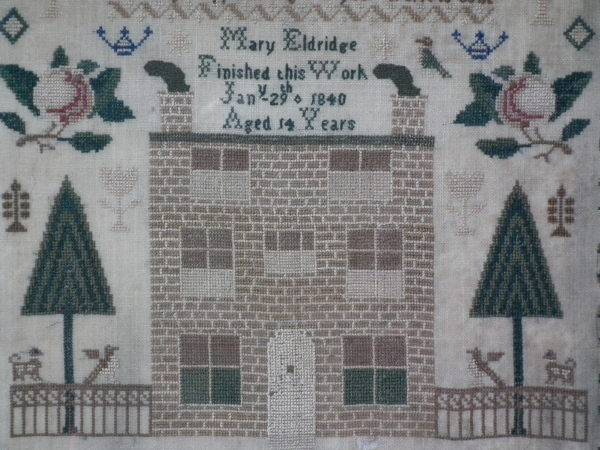 Mary Eldridge
Finished this Work
Jany 29th 1840
Aged 14 Years